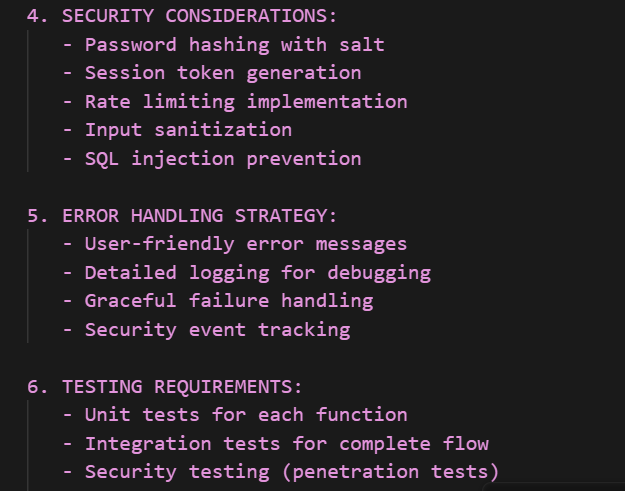 4. SECURITY CONSIDERATIONS:
- Password hashing with salt
- Session token generation
- Rate limiting implementation
- Input sanitization
- SQL injection prevention
5. ERROR HANDLING STRATEGY:
- User-friendly error messages
- Detailed logging for debugging
- Graceful failure handling
- Security event tracking
6. TESTING REQUIREMENTS:
- Unit tests for each function
- Integration tests for complete flow
- Security testing (penetration tests)